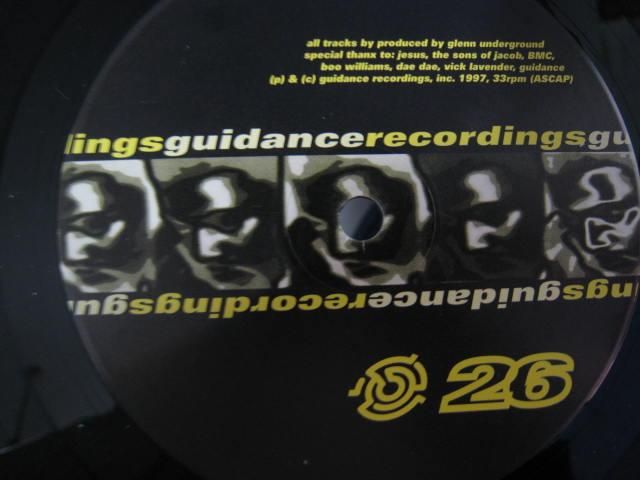 all tracks by produced by glenn underground
special thanx to: jesus, the sons of jacob, BMC,
boo williams, dae dae, vick lavender, guidance
(p) & (c) guidance recordings, inc. 1997, 33rpm (ASCAP)
dingsguidancerecordingsgu
ngsguidancerecordingsgu
26